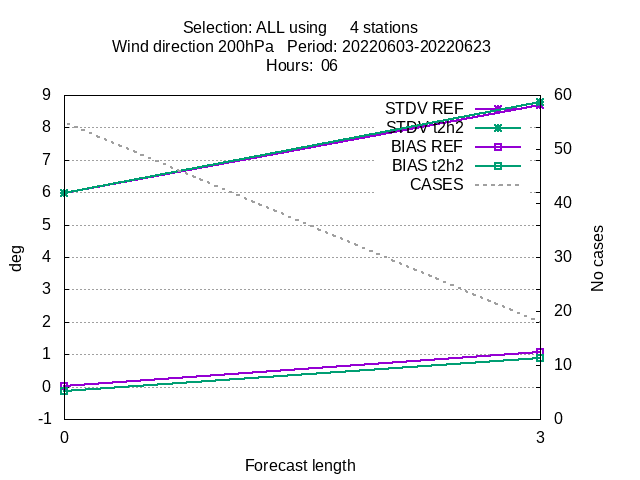 Selection: ALL using 4 stations
Wind direction 200hPa Period: 20220603-20220623
Hours: 06
9 60
STDV REF
8 STDV t2h2
50
BIAS REF
7 BIAS t2h2
CASES
6 40
5
4 30
3
2 20
1 10
0
-1 0
deg
No cases
0 3
Forecast length